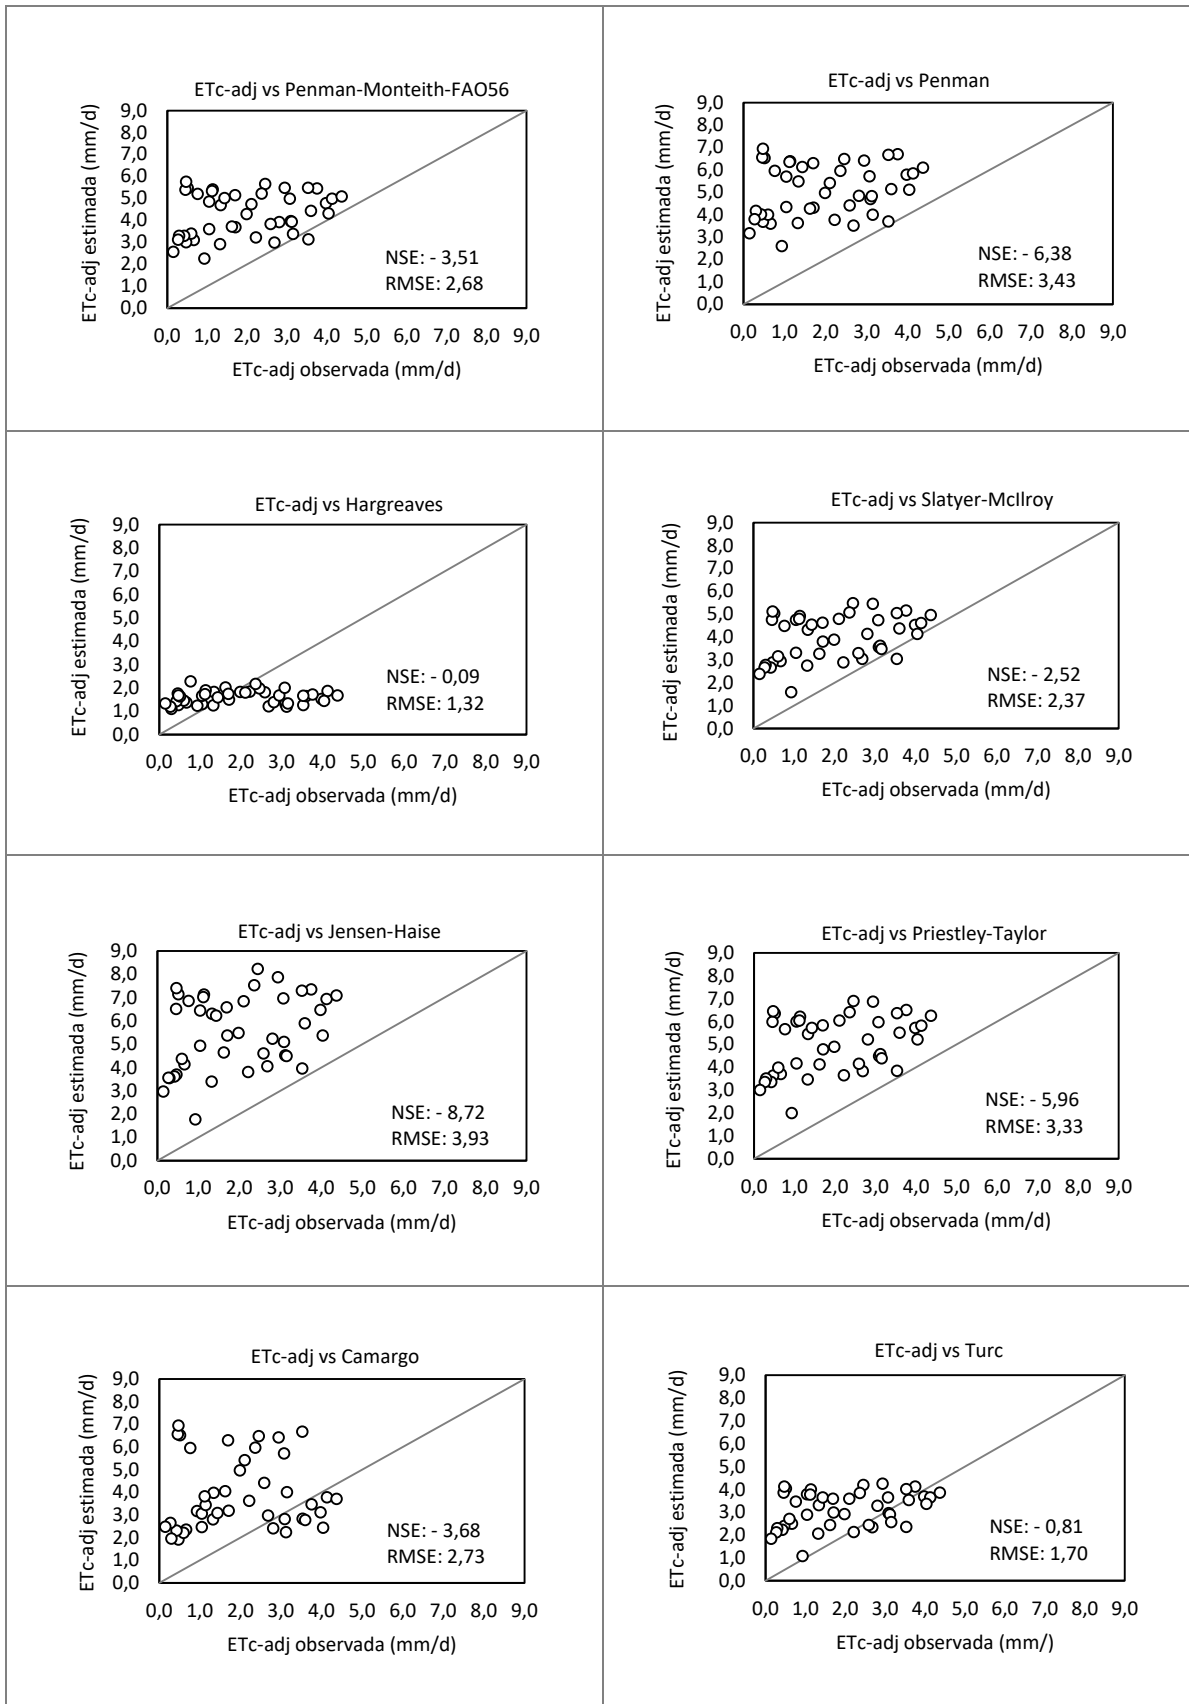 ETc-adj vs Penman-Monteith-FAO56
ETc-adj estimada (mm/d)
9,0
8,0
7,0
6,0
5,0
4,0
3,0
2,0
1,0
0,0
NSE: - 3,51
RMSE: 2,68
0,0 1,0 2,0 3,0 4,0 5,0 6,0 7,0 8,0 9,0
ETc-adj observada (mm/d)
ETc-adj vs Penman
ETc-adj estimada (mm/d)
9,0
8,0
7,0
6,0
5,0
4,0
3,0
2,0
1,0
0,0
NSE: - 6,38
RMSE: 3,43
0,0 1,0 2,0 3,0 4,0 5,0 6,0 7,0 8,0 9,0
ETc-adj observada (mm/d)
ETc-adj vs Hargreaves
ETc-adj estimada (mm/d)
9,0
8,0
7,0
6,0
5,0
4,0
3,0
2,0
1,0
0,0
NSE: - 0,09
RMSE: 1,32
0,0 1,0 2,0 3,0 4,0 5,0 6,0 7,0 8,0 9,0
ETc-adj observada (mm/d)
ETc-adj vs Slatyer-McIlroy
ETc-adj estimada (mm/d)
9,0
8,0
7,0
6,0
5,0
4,0
3,0
2,0
1,0
0,0
NSE: - 2,52
RMSE: 2,37
0,0 1,0 2,0 3,0 4,0 5,0 6,0 7,0 8,0 9,0
ETc-adj observada (mm/d)
ETc-adj vs Jensen-Haise
ETc-adj estimada (mm/d)
9,0
8,0
7,0
6,0
5,0
4,0
3,0
2,0
1,0
0,0
NSE: - 8,72
RMSE: 3,93
0,0 1,0 2,0 3,0 4,0 5,0 6,0 7,0 8,0 9,0
ETc-adj observada (mm/d)
ETc-adj vs Priestley-Taylor
ETc-adj estimada (mm/d)
9,0
8,0
7,0
6,0
5,0
4,0
3,0
2,0
1,0
0,0
NSE: - 5,96
RMSE: 3,33
0,0 1,0 2,0 3,0 4,0 5,0 6,0 7,0 8,0 9,0
ETc-adj observada (mm/d)
ETc-adj vs Camargo
ETc-adj estimada (mm/d)
9,0
8,0
7,0
6,0
5,0
4,0
3,0
2,0
1,0
0,0
NSE: - 3,68
RMSE: 2,73
0,0 1,0 2,0 3,0 4,0 5,0 6,0 7,0 8,0 9,0
ETc-adj observada (mm/d)
ETc-adj vs Turc
ETc-adj estimada (mm/d)
9,0
8,0
7,0
6,0
5,0
4,0
3,0
2,0
1,0
0,0
NSE: - 0,81
RMSE: 1,70
0,0 1,0 2,0 3,0 4,0 5,0 6,0 7,0 8,0 9,0
ETc-adj observada (mm/)